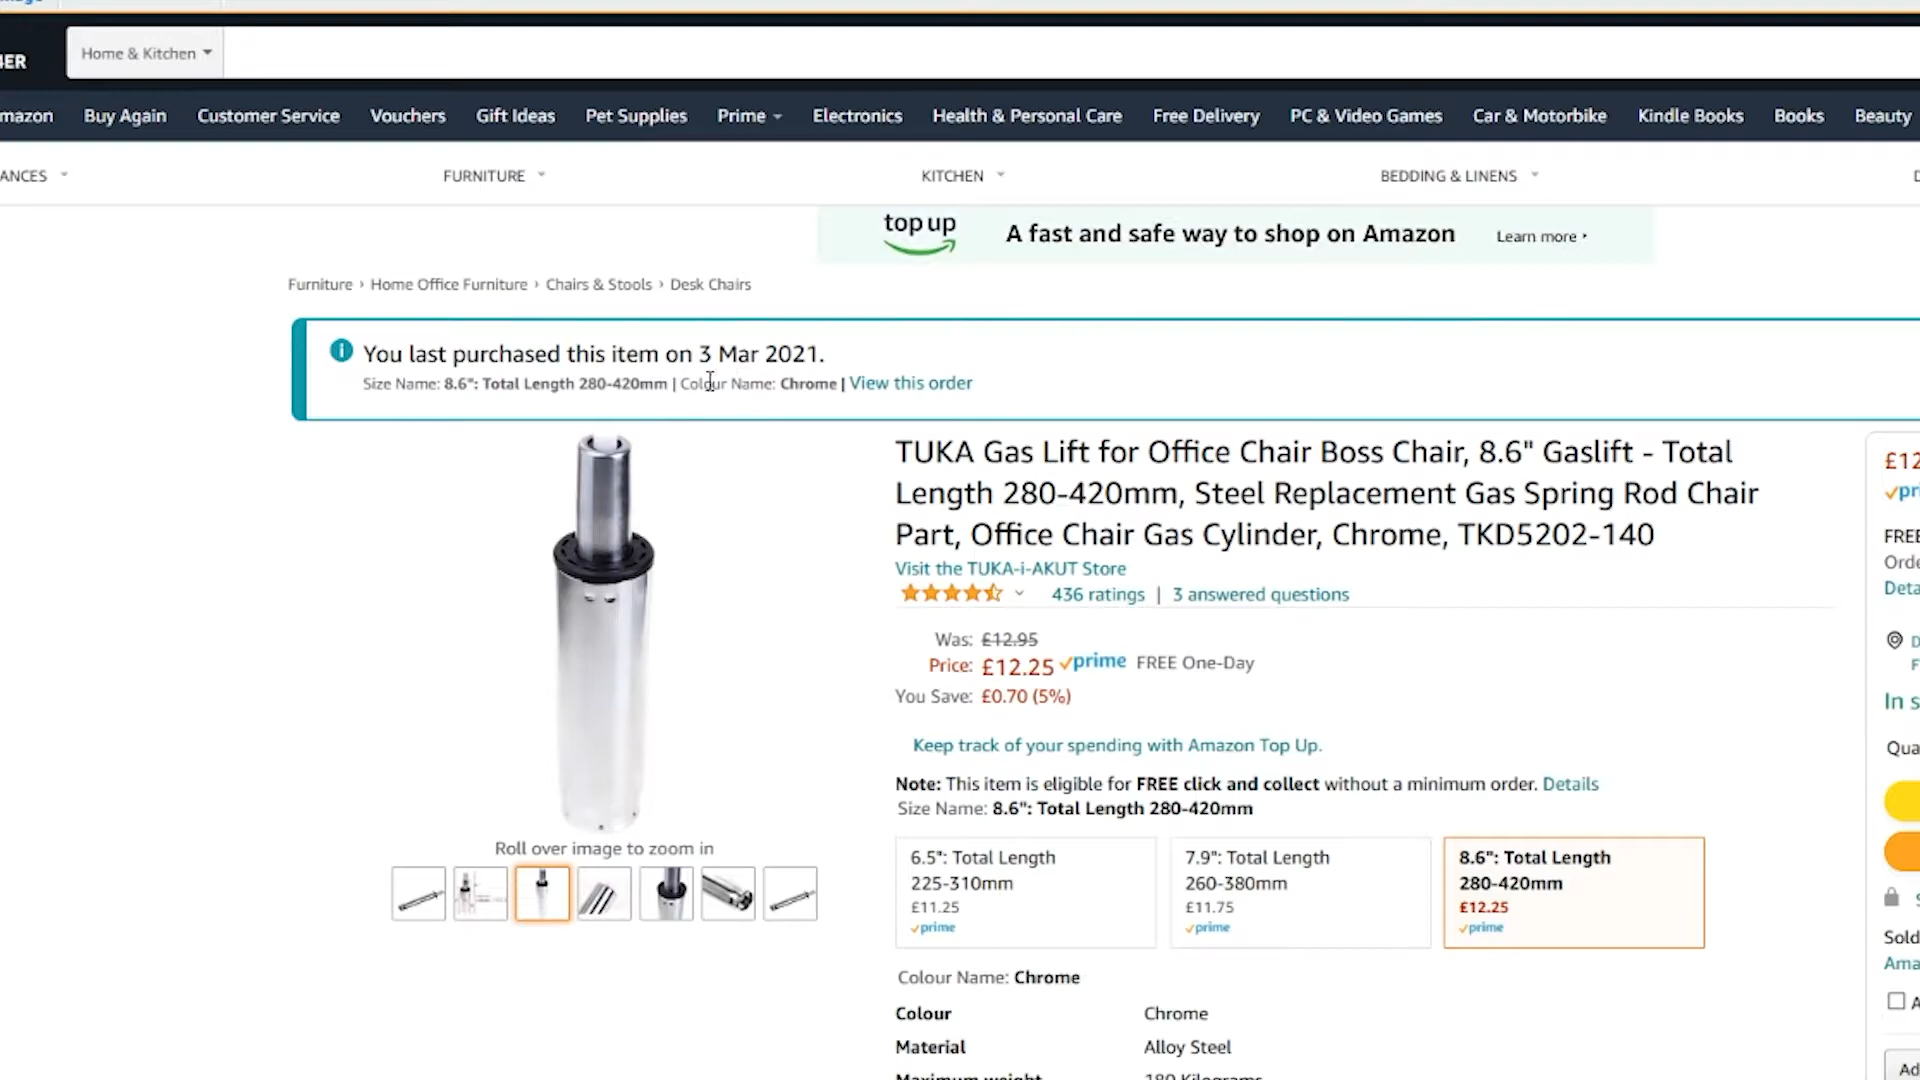 Home & Kitchen
Buy Again
Customer Service
Vouchers
Gift Ideas
Pet Supplies
Prime
Electronics
Health & Personal Care
Free Delivery
PC & Video Games
Car & Motorbike
Kindle Books
Books
Beauty
FURNITURE
KITCHEN
BEDDING & LINENS
top up
A fast and safe way to shop on Amazon
Learn more
Furniture › Home Office Furniture › Chairs & Stools › Desk Chairs
You last purchased this item on 3 Mar 2021.
Size Name: 8.6": Total Length 280-420mm | Colour Name: Chrome | View this order
TUKA Gas Lift for Office Chair Boss Chair, 8.6" Gaslift - Total
Length 280-420mm, Steel Replacement Gas Spring Rod Chair
Part, Office Chair Gas Cylinder, Chrome, TKD5202-140
Visit the TUKA-i-AKUT Store
436 ratings | 3 answered questions
Was: £12.95
Price: £12.25 prime FREE One-Day
You Save: £0.70 (5%)
Keep track of your spending with Amazon Top Up.
Note: This item is eligible for FREE click and collect without a minimum order. Details
Size Name: 8.6": Total Length 280-420mm
6.5": Total Length
225-310mm
£11.25
prime
7.9": Total Length
260-380mm
£11.75
prime
8.6": Total Length
280-420mm
£12.25
prime
Colour Name: Chrome
Colour Chrome
Material Alloy Steel
Maximum weight 180 Kilograms
Roll over image to zoom in